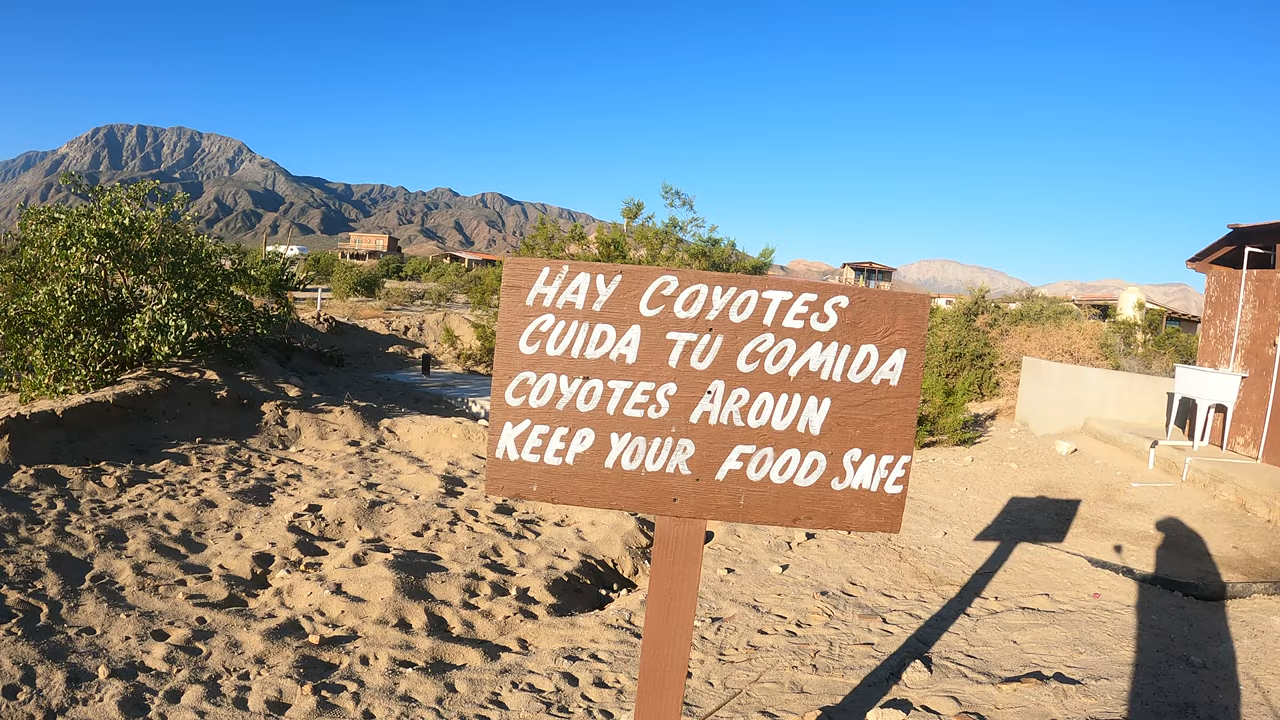 HAY COYOTES
CUIDA TU COMIDA
COYOTES AROUN
KEEP YOUR FOOD SAFE